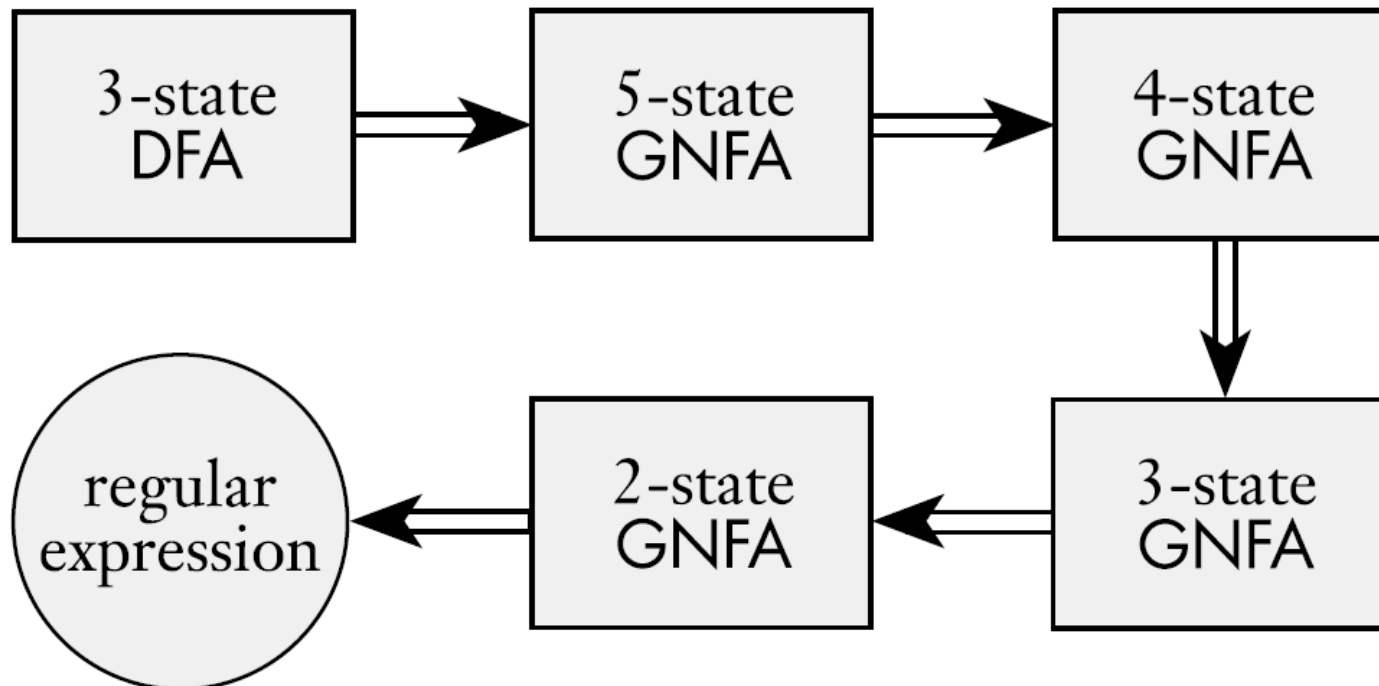 3-state
DFA
5-state
GNFA
4-state
GNFA
regular
expression
2-state
GNFA
3-state
GNFA